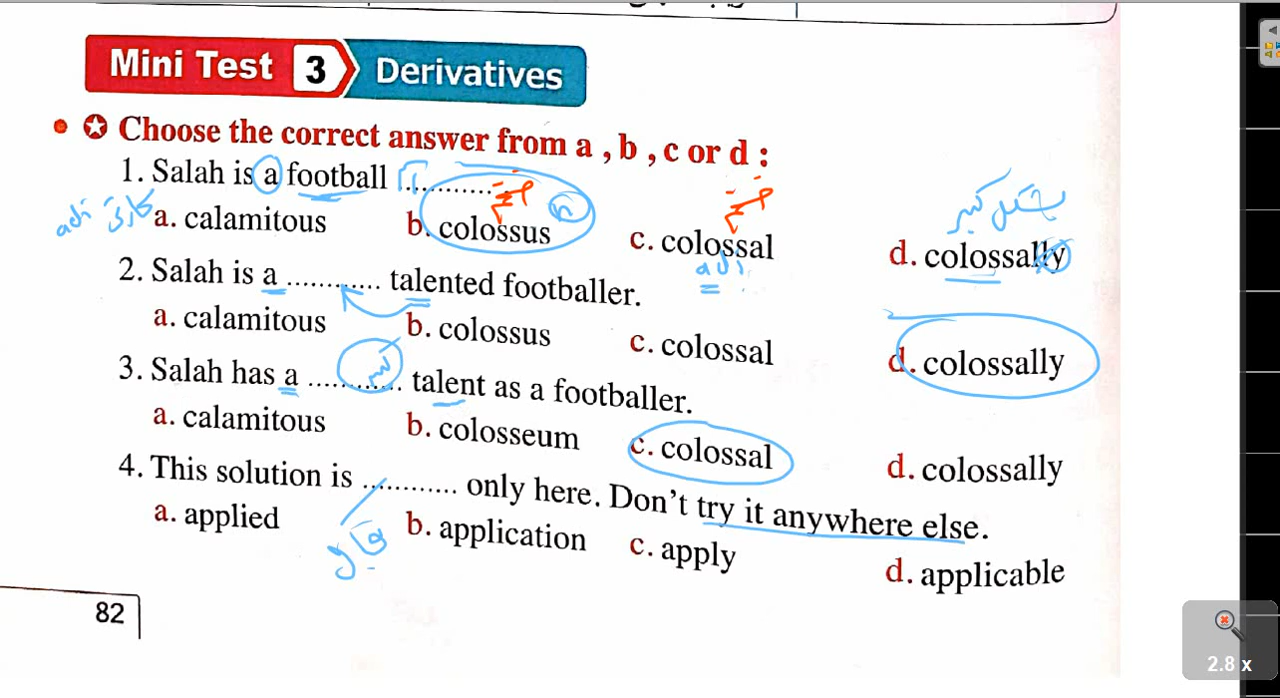 Mini Test 3 Derivatives
Choose the correct answer from a , b , c or d :
1. Salah is a football ............
a. calamitous b. colossus c. colossal d. colossally
adj n
adj
2. Salah is a ............ talented footballer.
a. calamitous b. colossus c. colossal d. colossally
3. Salah has a ............ talent as a footballer.
a. calamitous b. colosseum c. colossal d. colossally
4. This solution is ............ only here. Don't try it anywhere else.
a. applied b. application c. apply d. applicable
82
2.8 x